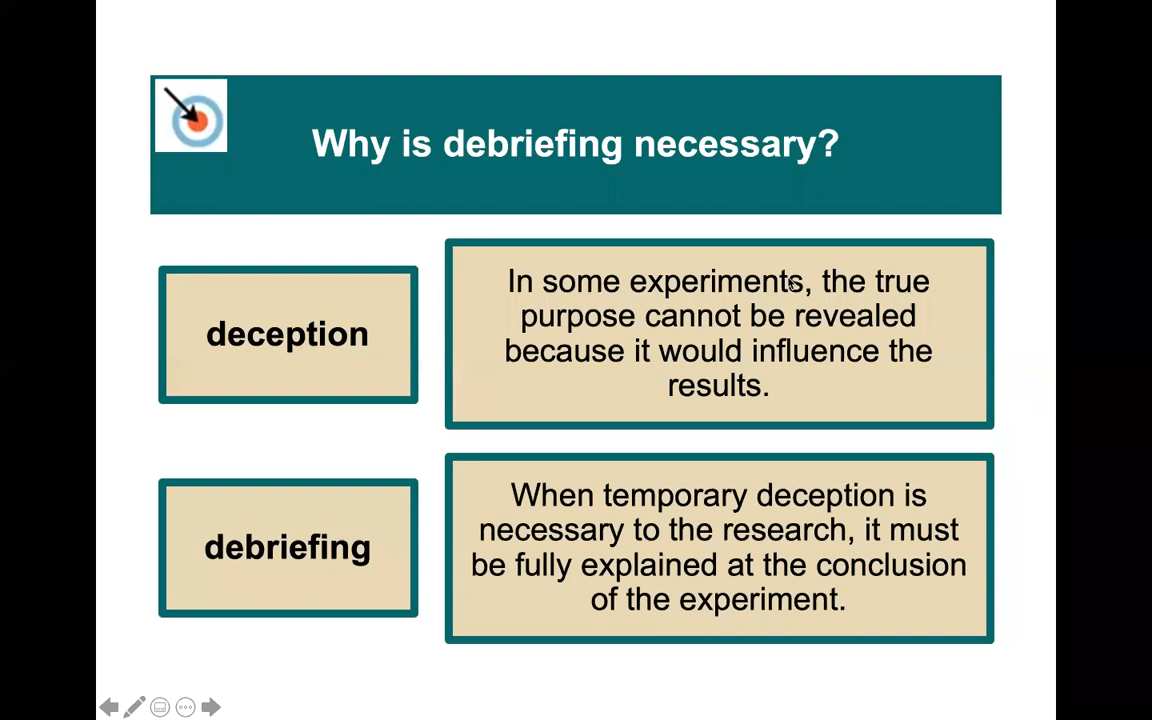 Why is debriefing necessary?
deception
In some experiments, the true
purpose cannot be revealed
because it would influence the
results.
debriefing
When temporary deception is
necessary to the research, it must
be fully explained at the conclusion
of the experiment.